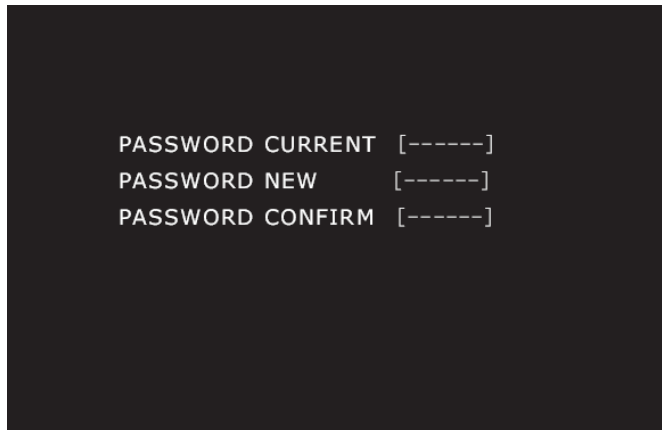 PASSWORD CURRENT [------]
PASSWORD NEW [------]
PASSWORD CONFIRM [------]